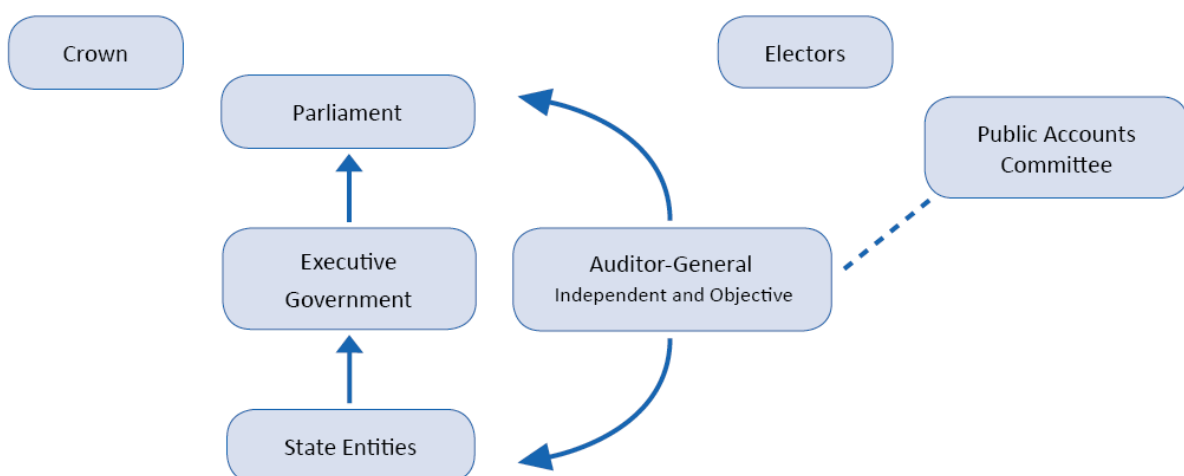 Crown
Electors
Parliament
Public Accounts
Committee
Executive
Government
Auditor-General
Independent and Objective
State Entities